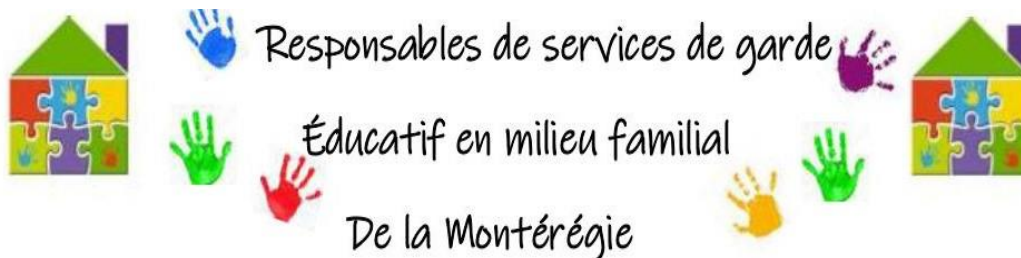 Responsables de services de garde
Éducatif en milieu familial
De la Montérégie